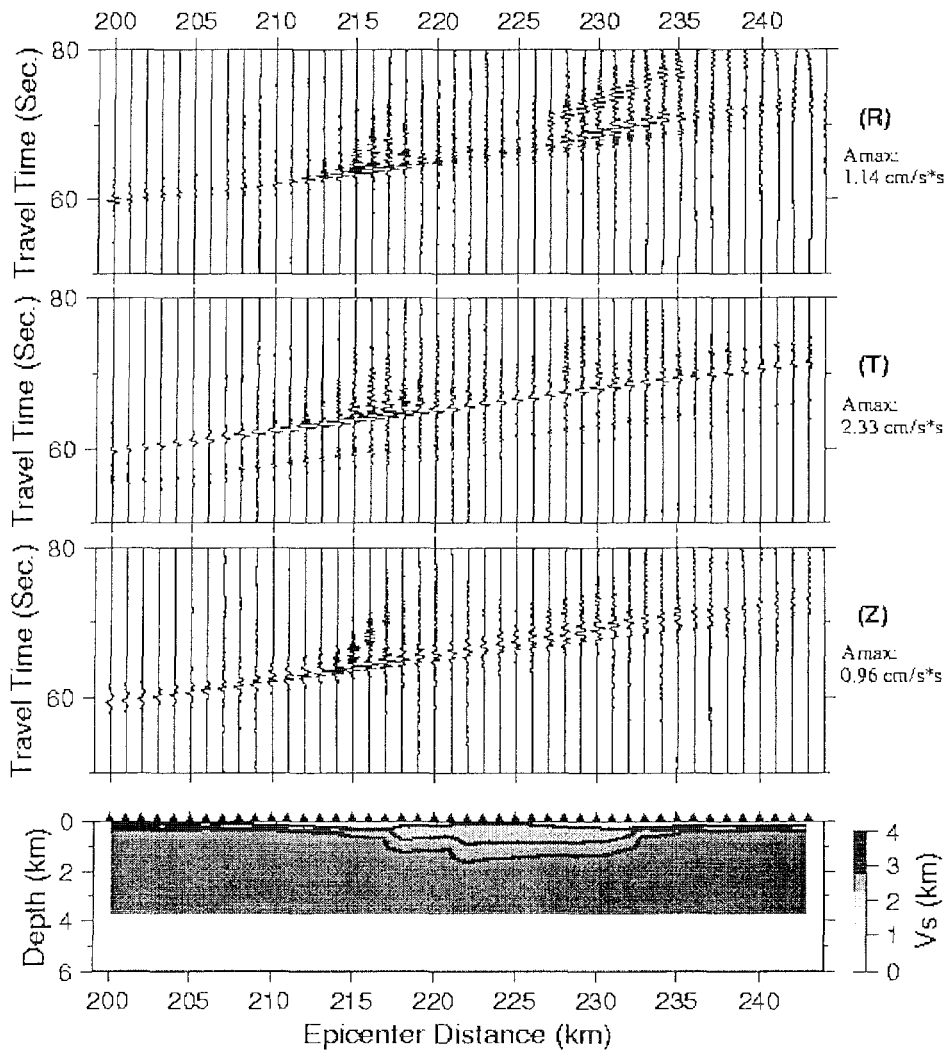 200 205 210 215 220 225 230 235 240
80
60
Travel Time (Sec.)
(R)
Amax:
1.14 cm/s*s
80
60
Travel Time (Sec.)
(T)
Amax:
2.33 cm/s*s
80
60
Travel Time (Sec.)
(Z)
Amax:
0.96 cm/s*s
0
2
4
6
Depth (km)
4
3
2
1
0
Vs (km)
200 205 210 215 220 225 230 235 240
Epicenter Distance (km)